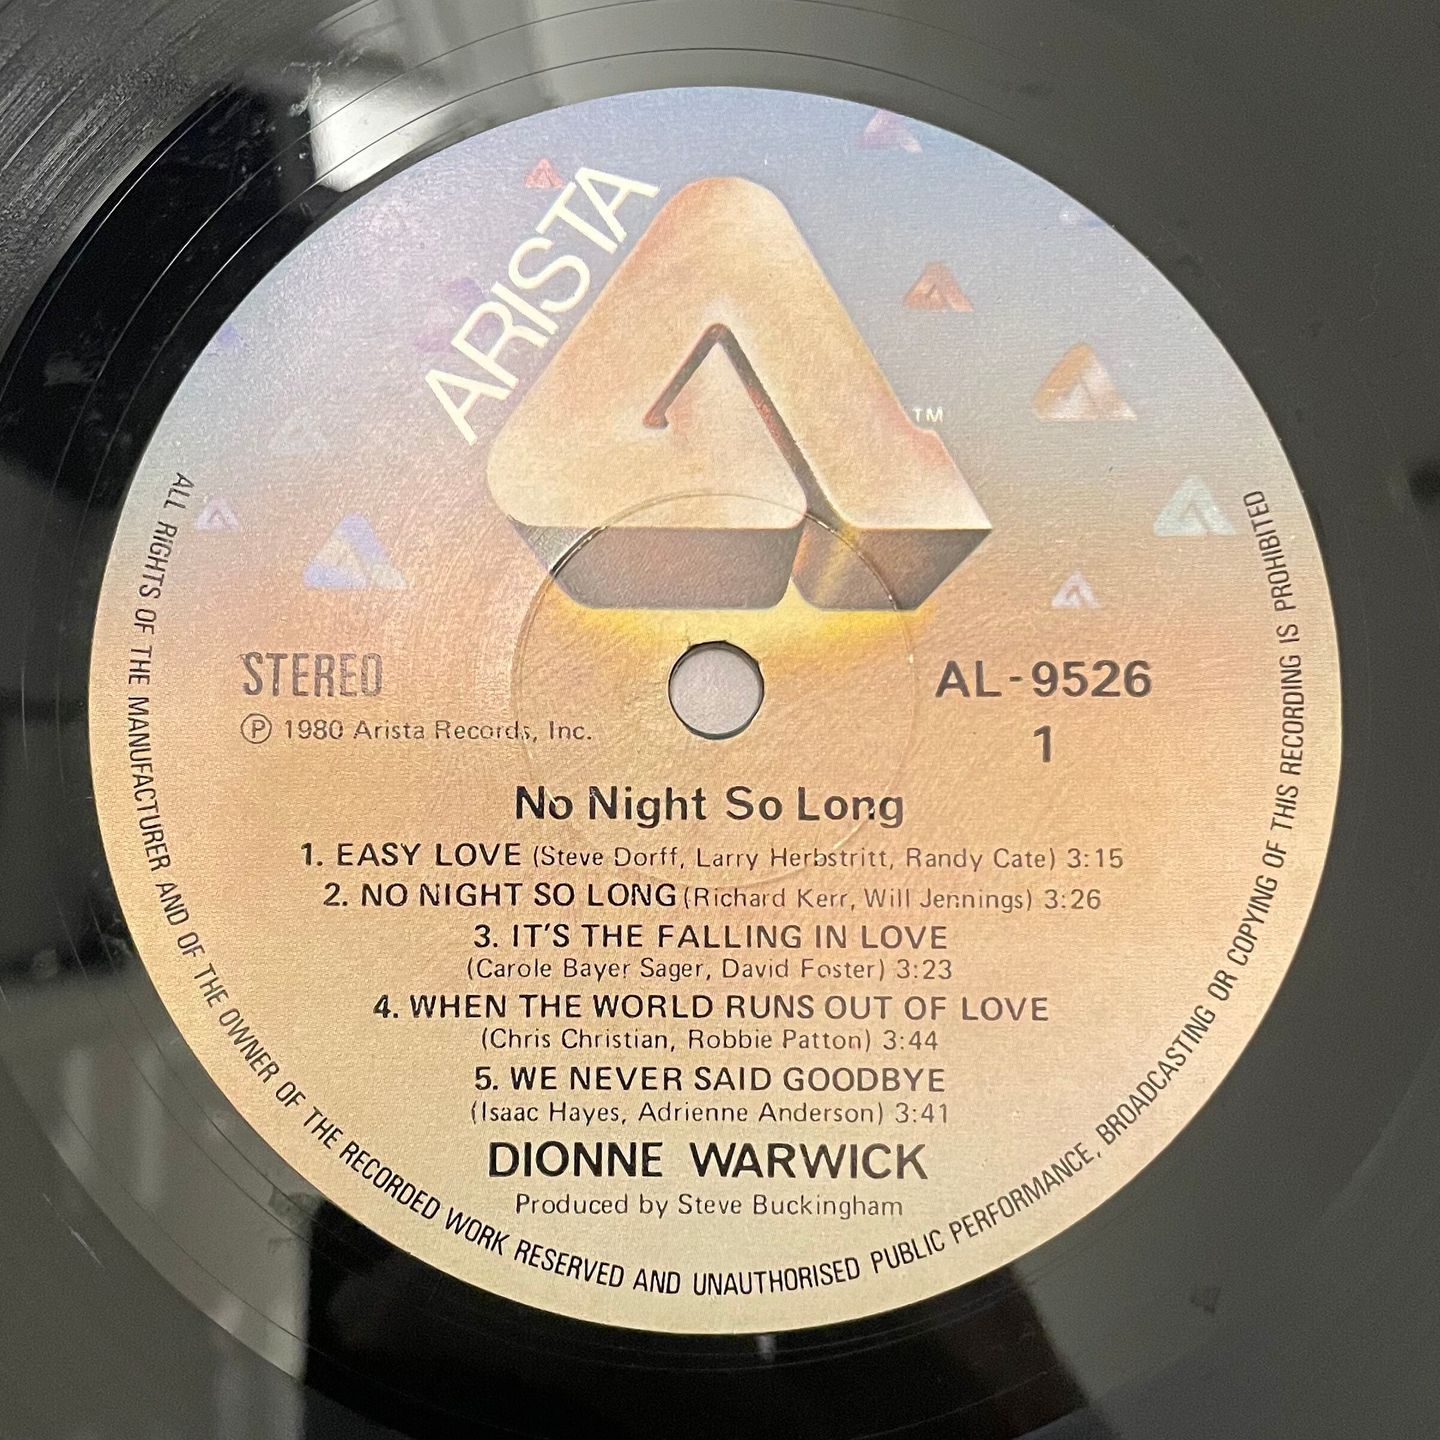 ARISTA
TM
STEREO
AL-9526
Ⓟ 1980 Arista Records, Inc.
1
No Night So Long
1. EASY LOVE (Steve Dorff, Larry Herbstritt, Randy Cate) 3:15
2. NO NIGHT SO LONG (Richard Kerr, Will Jennings) 3:26
3. IT'S THE FALLING IN LOVE
(Carole Bayer Sager, David Foster) 3:23
4. WHEN THE WORLD RUNS OUT OF LOVE
(Chris Christian, Robbie Patton) 3:44
5. WE NEVER SAID GOODBYE
(Isaac Hayes, Adrienne Anderson) 3:41
DIONNE WARWICK
Produced by Steve Buckingham
ALL RIGHTS OF THE MANUFACTURER AND OF THE OWNER OF THE RECORDED WORK RESERVED AND UNAUTHORISED PUBLIC PERFORMANCE, BROADCASTING OR COPYING OF THIS RECORDING IS PROHIBITED